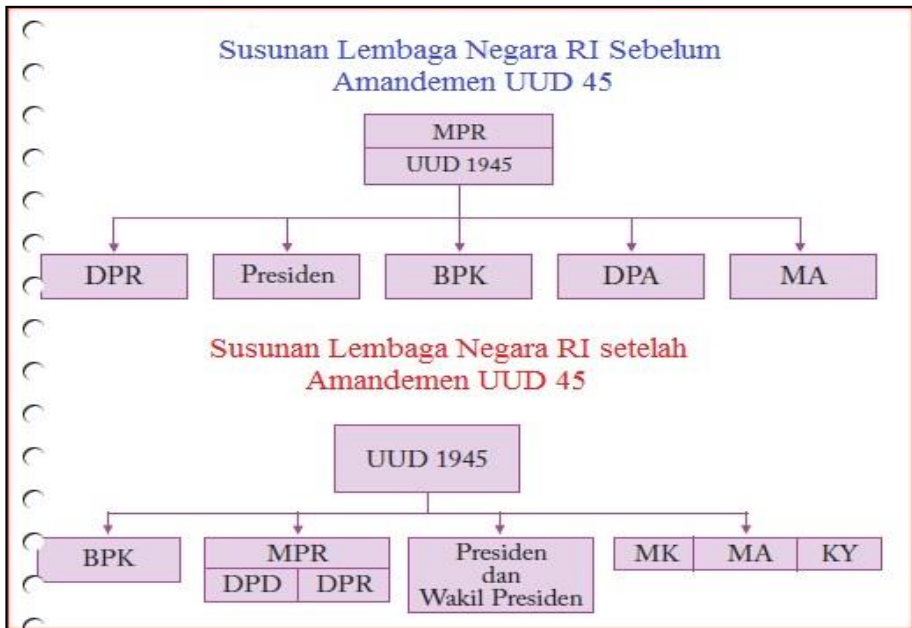 Susunan Lembaga Negara RI Sebelum
Amandemen UUD 45
MPR
UUD 1945
DPR
Presiden
BPK
DPA
MA
Susunan Lembaga Negara RI setelah
Amandemen UUD 45
UUD 1945
BPK
MPR
DPD
DPR
Presiden
dan
Wakil Presiden
MK
MA
KY